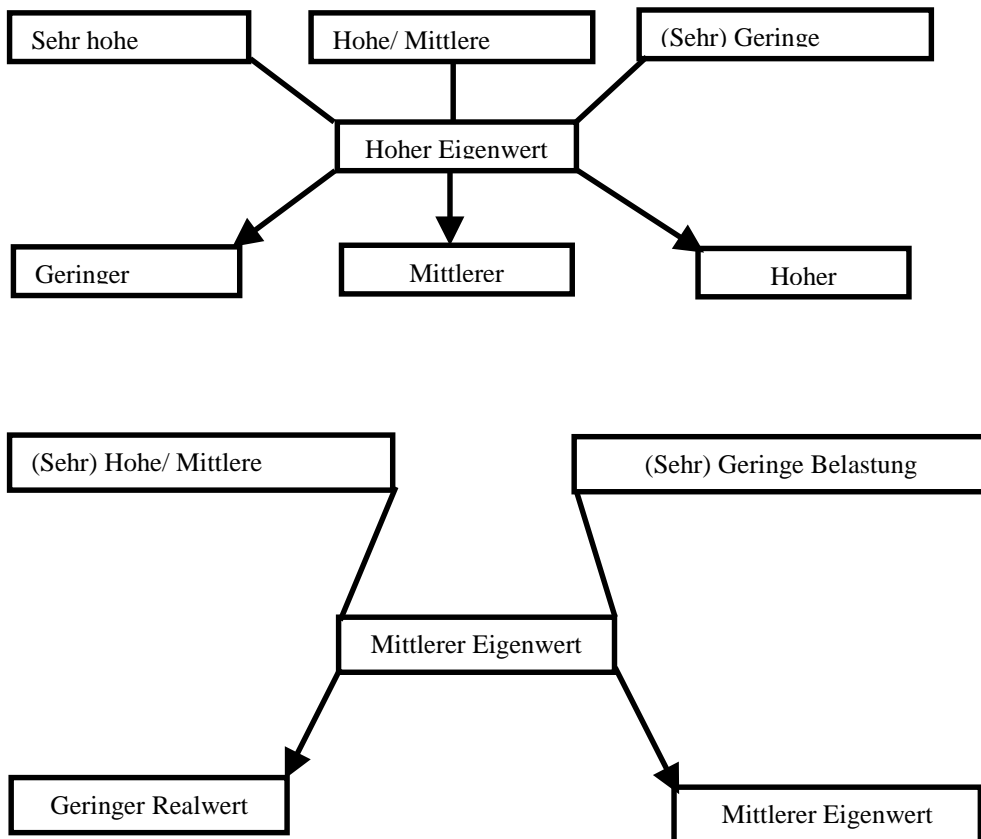 Sehr hohe
Hohe/ Mittlere
(Sehr) Geringe
Hoher Eigenwert
Geringer
Mittlerer
Hoher
(Sehr) Hohe/ Mittlere
(Sehr) Geringe Belastung
Mittlerer Eigenwert
Geringer Realwert
Mittlerer Eigenwert